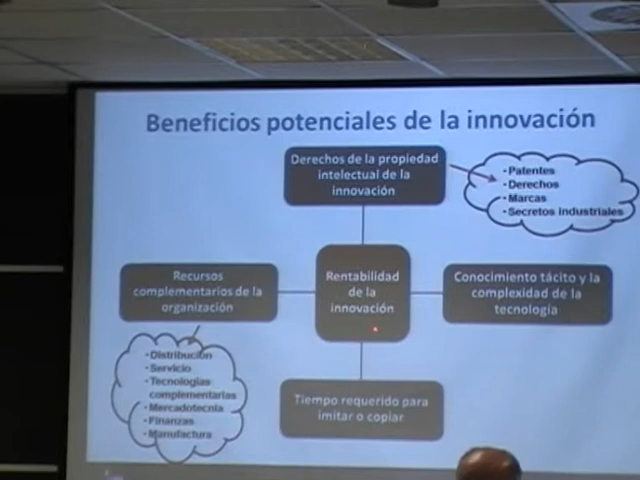 Beneficios potenciales de la innovación
Derechos de la propiedad
intelectual de la
innovación
• Patentes
• Derechos
• Marcas
• Secretos industriales
Recursos
complementarios de la
organización
Rentabilidad
de la
innovación
Conocimiento tácito y la
complexidad de la
tecnología
• Distribución
• Servicio
• Tecnologías
complementarias
• Mercadotecnia
• Finanzas
• Manufactura
Tiempo requerido para
imitar o copiar